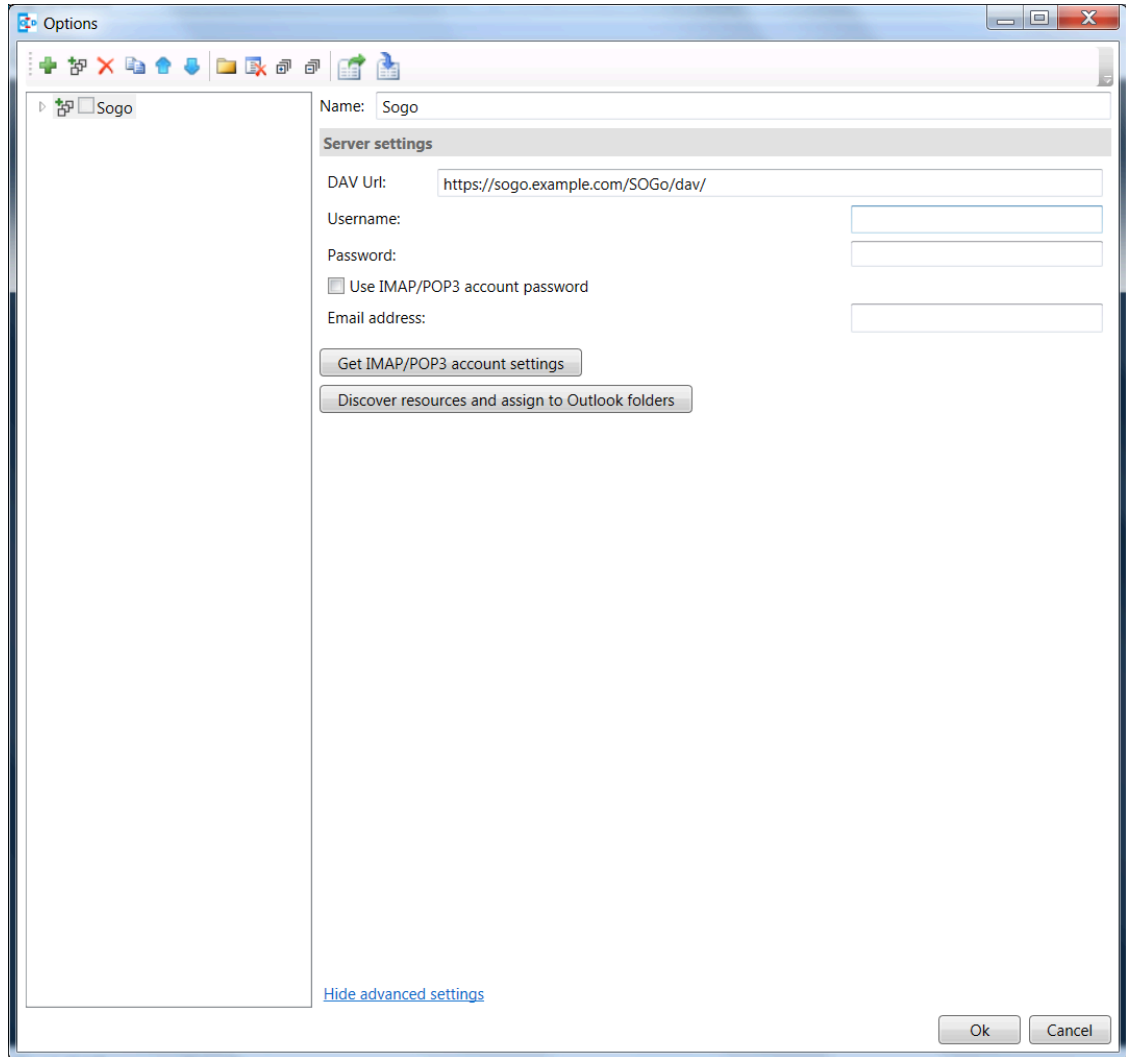 Options
Sogo
Name: Sogo
Server settings
DAV Url: https://sogo.example.com/SOGo/dav/
Username:
Password:
Use IMAP/POP3 account password
Email address:
Get IMAP/POP3 account settings
Discover resources and assign to Outlook folders
Hide advanced settings
Ok Cancel